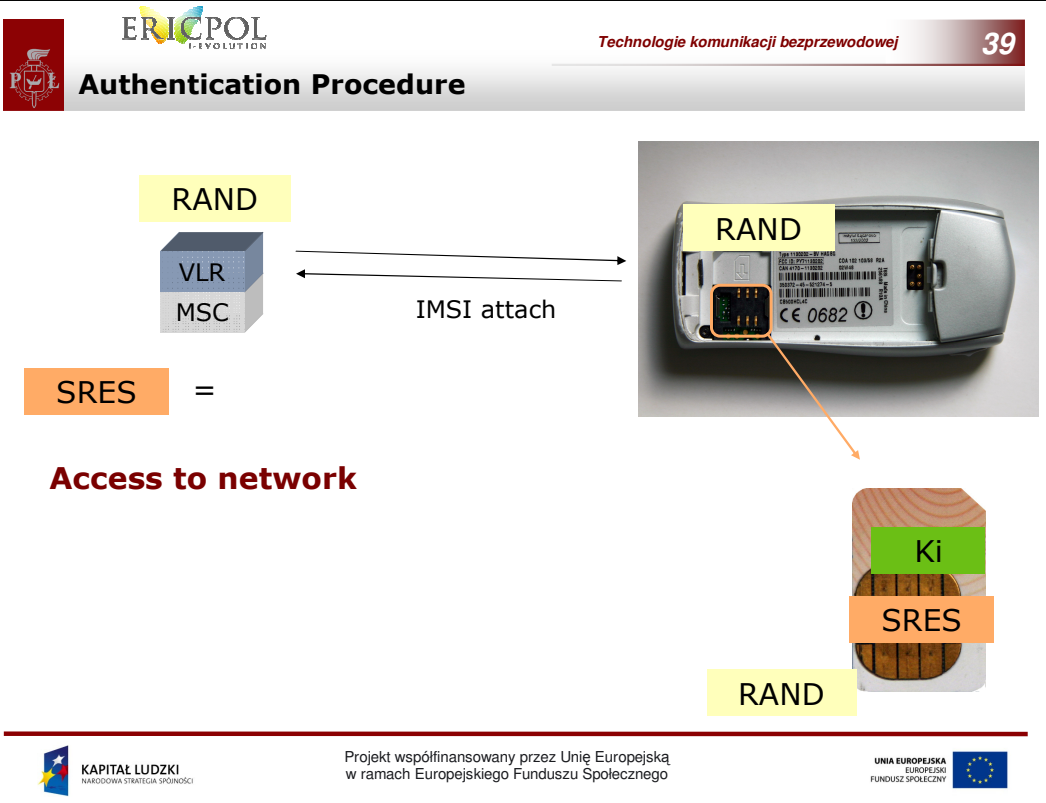 ERICPOL
I-EVOLUTION
Technologie komunikacji bezprzewodowej
39
P Ł
Authentication Procedure
RAND
RAND
VLR
MSC
IMSI attach
CE 0682
SRES
=
Access to network
Ki
SRES
RAND
KAPITAŁ LUDZKI
NARODOWA STRATEGIA SPÓJNOŚCI
Projekt współfinansowany przez Unię Europejską
w ramach Europejskiego Funduszu Społecznego
UNIA EUROPEJSKA
EUROPEJSKI
FUNDUSZ SPOŁECZNY